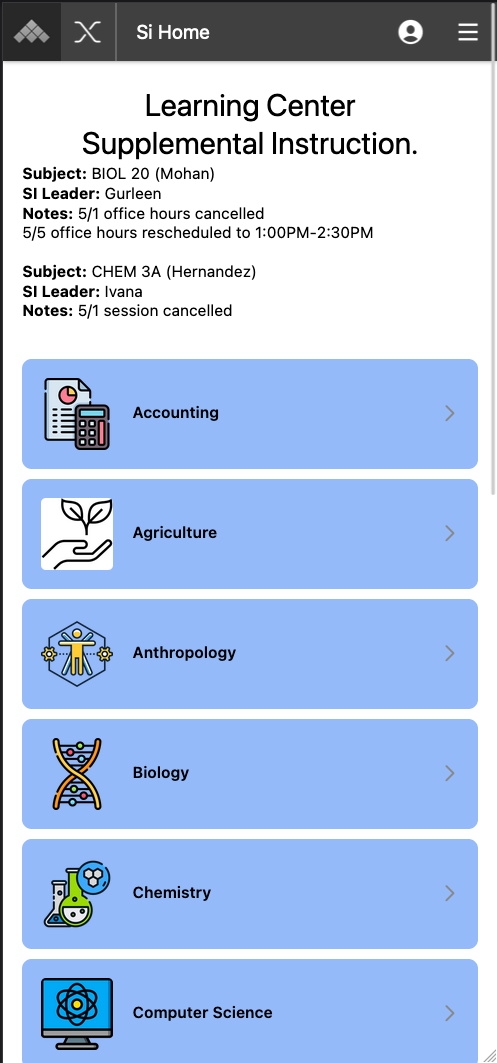 Si Home
Learning Center
Supplemental Instruction.
Subject: BIOL 20 (Mohan)
SI Leader: Gurleen
Notes: 5/1 office hours cancelled
5/5 office hours rescheduled to 1:00PM-2:30PM
Subject: CHEM 3A (Hernandez)
SI Leader: Ivana
Notes: 5/1 session cancelled
Accounting
Agriculture
Anthropology
Biology
Chemistry
Computer Science